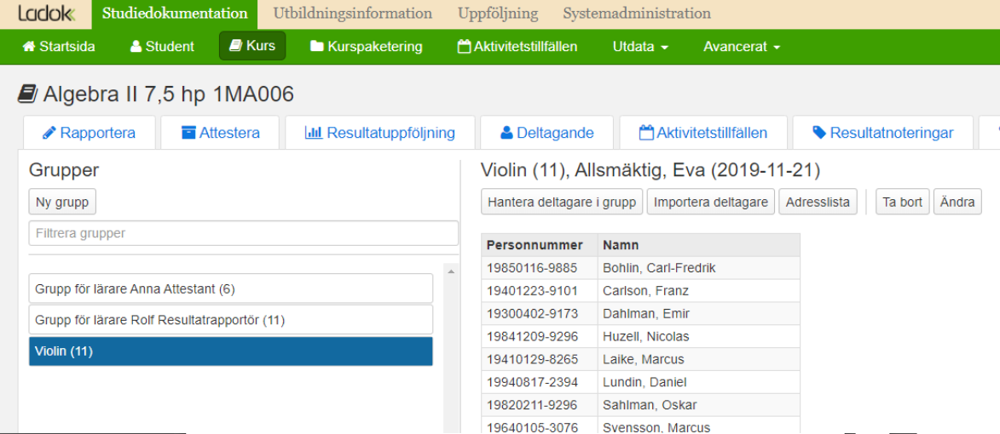 Ladok
Studiedokumentation Utbildningsinformation Uppföljning Systemadministration
Startsida Student Kurs Kurspaketering Aktivitetstillfällen Utdata Avancerat
Algebra II 7,5 hp 1MA006
Rapportera Attestera Resultatuppföljning Deltagande Aktivitetstillfällen Resultatnoteringar
Grupper
Ny grupp
Filtrera grupper
Grupp för lärare Anna Attestant (6)
Grupp för lärare Rolf Resultatrapportör (11)
Violin (11)
Violin (11), Allsmäktig, Eva (2019-11-21)
Hantera deltagare i grupp Importera deltagare Adresslista Ta bort Ändra
Personnummer Namn
19850116-9885 Bohlin, Carl-Fredrik
19401223-9101 Carlson, Franz
19300402-9173 Dahlman, Emir
19841209-9296 Huzell, Nicolas
19410129-8265 Laike, Marcus
19940817-2394 Lundin, Daniel
19820211-9296 Sahlman, Oskar
19640105-3076 Svensson, Marcus